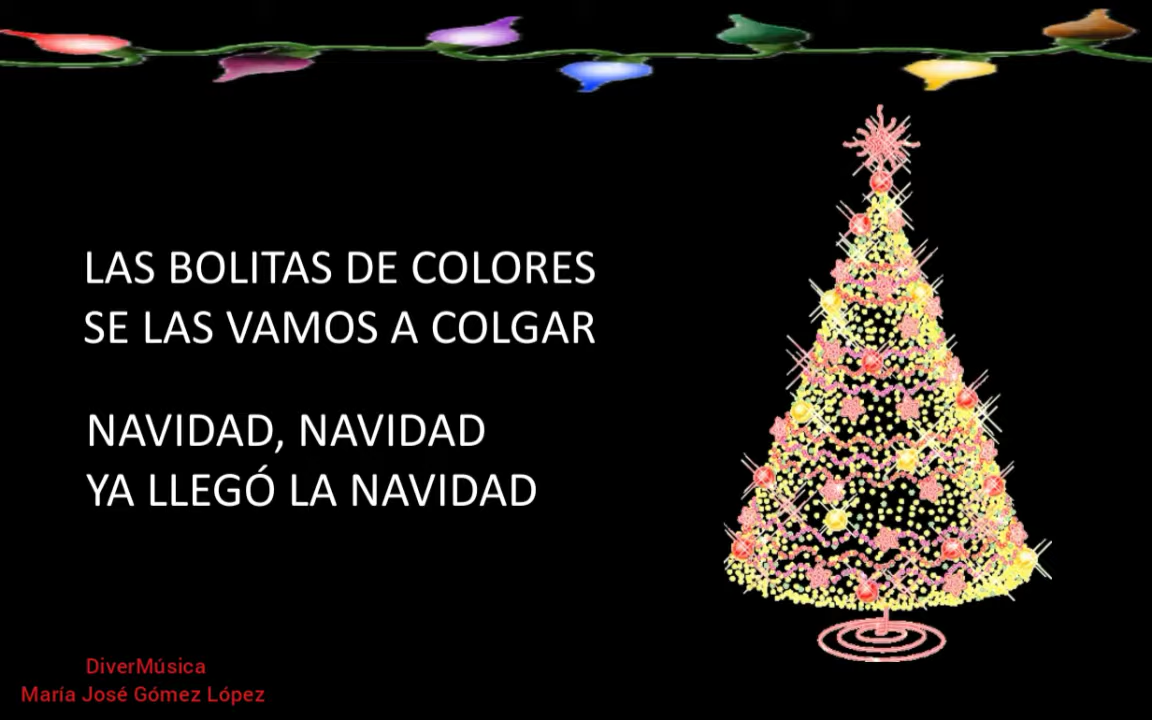 LAS BOLITAS DE COLORES
SE LAS VAMOS A COLGAR
NAVIDAD, NAVIDAD
YA LLEGÓ LA NAVIDAD
DiverMúsica
María José Gómez López